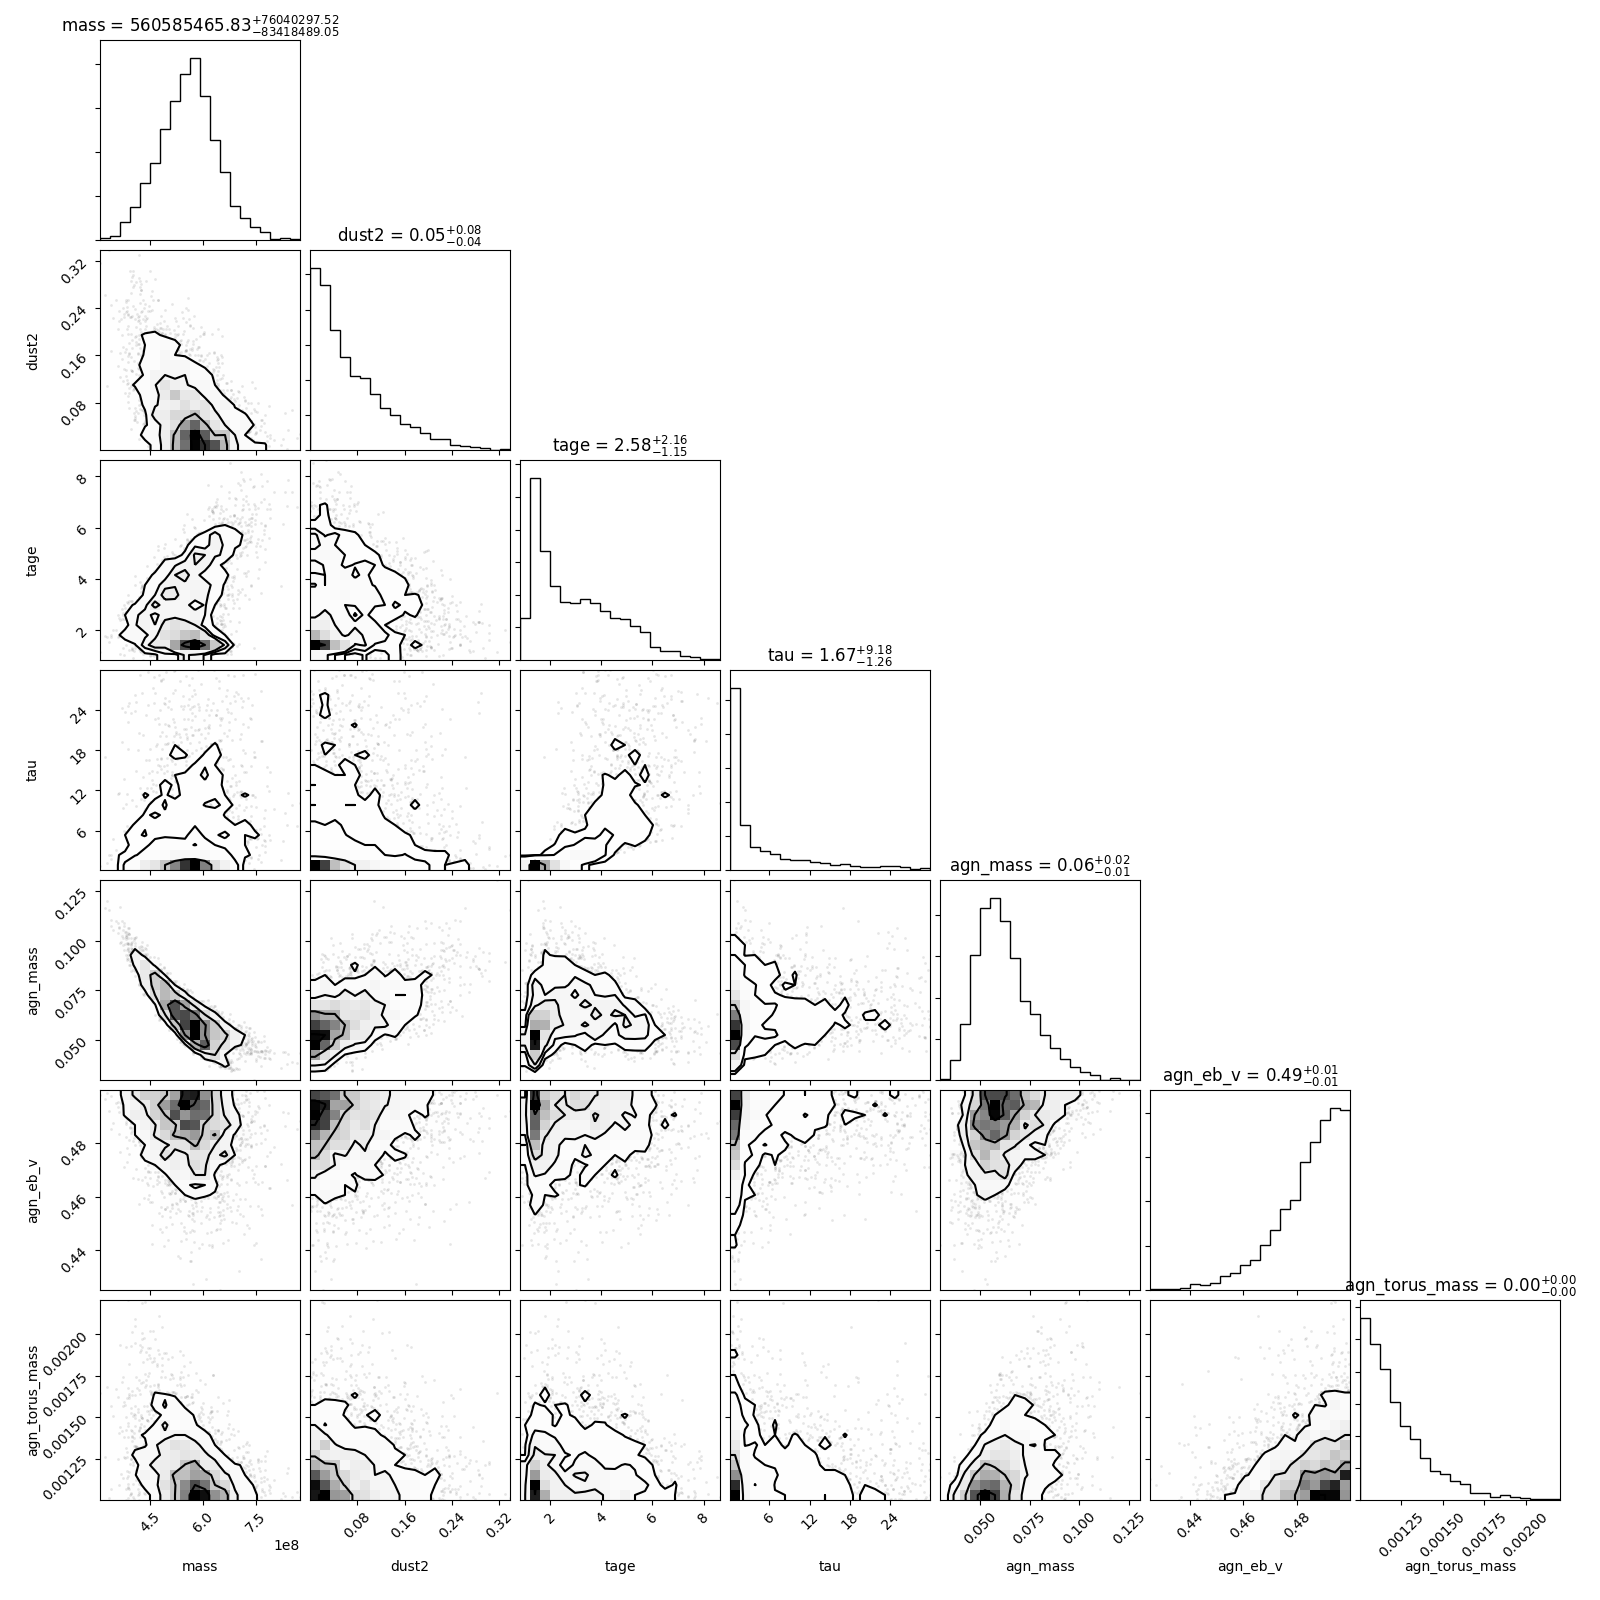 mass = 560585465.83+76040297.52 −83418489.05
dust2 = 0.05+0.08 −0.04
0.32
0.24
0.16
0.08
dust2
tage = 2.58+2.16 −1.15
8
6
4
2
tage
tau = 1.67+9.18 −1.26
24
18
12
6
tau
agn_mass = 0.06+0.02 −0.01
0.125
0.100
0.075
0.050
agn_mass
agn_eb_v = 0.49+0.01 −0.01
0.48
0.46
0.44
agn_eb_v
agn_torus_mass = 0.00+0.00 −0.00
0.00200
0.00175
0.00150
0.00125
agn_torus_mass
4.5 6.0 7.5 0.08 0.16 0.24 0.32 2 4 6 8 6 12 18 24 0.050 0.075 0.100 0.125 0.44 0.46 0.48 0.00125 0.00150 0.00175 0.00200
1e8
mass dust2 tage tau agn_mass agn_eb_v agn_torus_mass